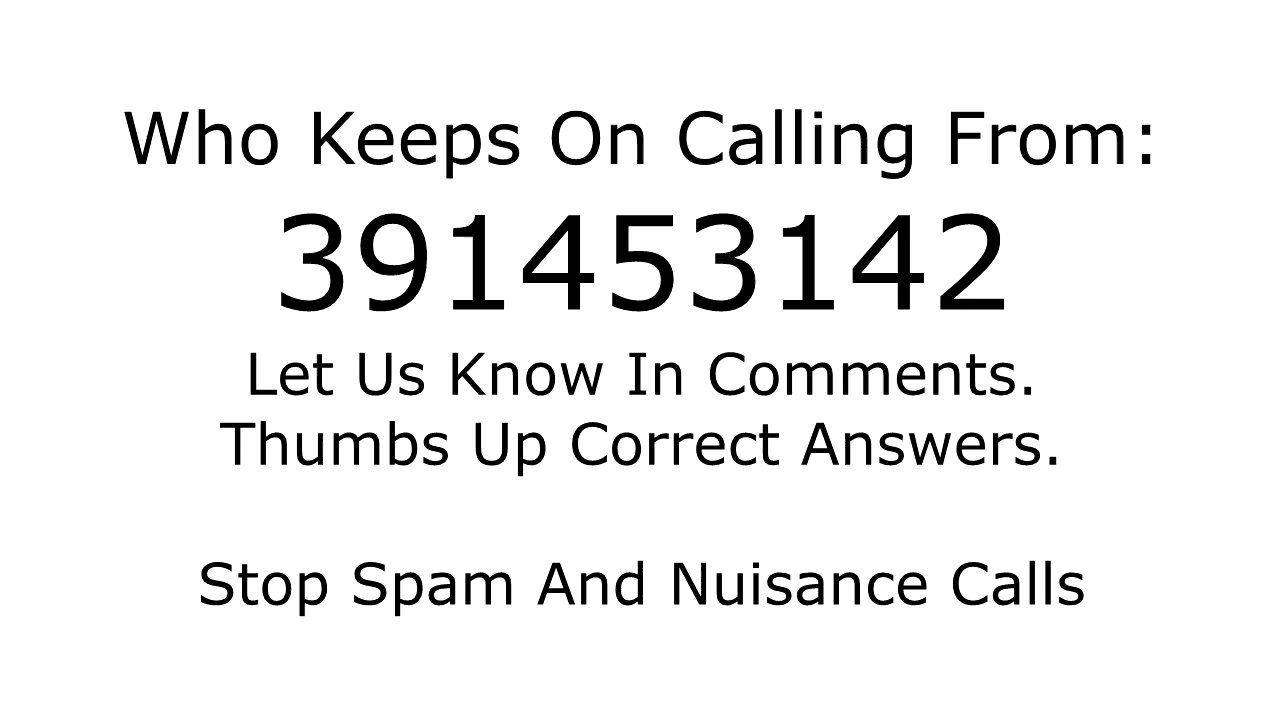 Who Keeps On Calling From:
391453142
Let Us Know In Comments.
Thumbs Up Correct Answers.
Stop Spam And Nuisance Calls